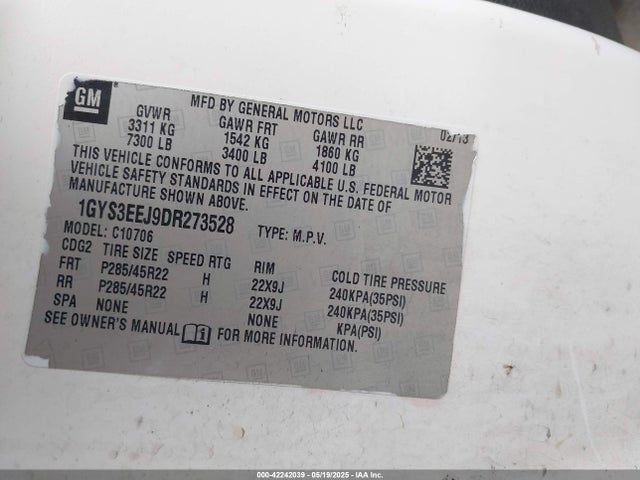 GM
MFD BY GENERAL MOTORS LLC
02/13
GVWR GAWR FRT GAWR RR
3311 KG 1542 KG 1860 KG
7300 LB 3400 LB 4100 LB
THIS VEHICLE CONFORMS TO ALL APPLICABLE U.S. FEDERAL MOTOR
VEHICLE SAFETY STANDARDS IN EFFECT ON THE DATE OF
MANUFACTURE SHOWN ABOVE.
1GYS3EEJ9DR273528 TYPE: M.P.V.
MODEL: C10706
CDG2 TIRE SIZE SPEED RTG RIM COLD TIRE PRESSURE
FRT P285/45R22 H 22X9J 240KPA(35PSI)
RR P285/45R22 H 22X9J 240KPA(35PSI)
SPA NONE NONE KPA(PSI)
SEE OWNER'S MANUAL FOR MORE INFORMATION.
000-42242039 - 05/19/2025 - IAA Inc.